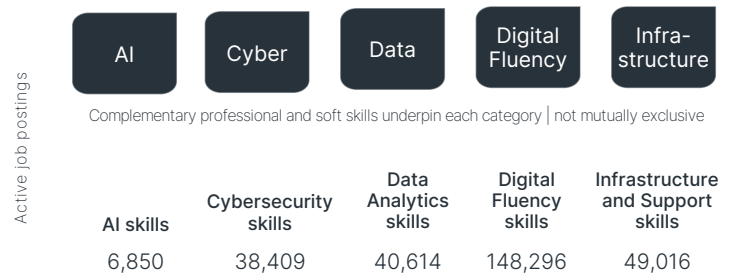 AI
Cyber
Data
Digital
Fluency
Infra-
structure
Complementary professional and soft skills underpin each category | not mutually exclusive
Active job postings
AI skills
Cybersecurity
skills
Data
Analytics
skills
Digital
Fluency
skills
Infrastructure
and Support
skills
6,850
38,409
40,614
148,296
49,016